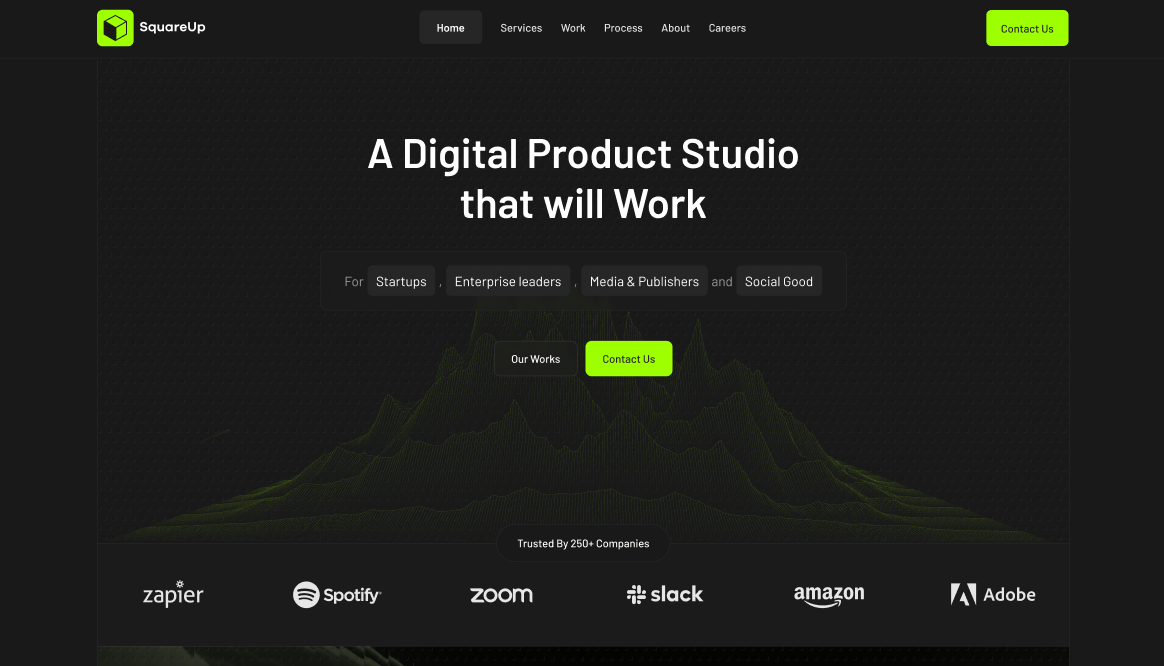 SquareUp
Home Services Work Process About Careers
Contact Us
A Digital Product Studio
that will Work
For Startups , Enterprise leaders , Media & Publishers and Social Good
Our Works Contact Us
Trusted By 250+ Companies
zapier Spotify zoom slack amazon Adobe